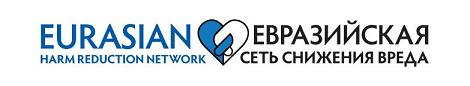 EURASIAN
HARM REDUCTION NETWORK
ЕВРАЗИЙСКАЯ
СЕТЬ СНИЖЕНИЯ ВРЕДА